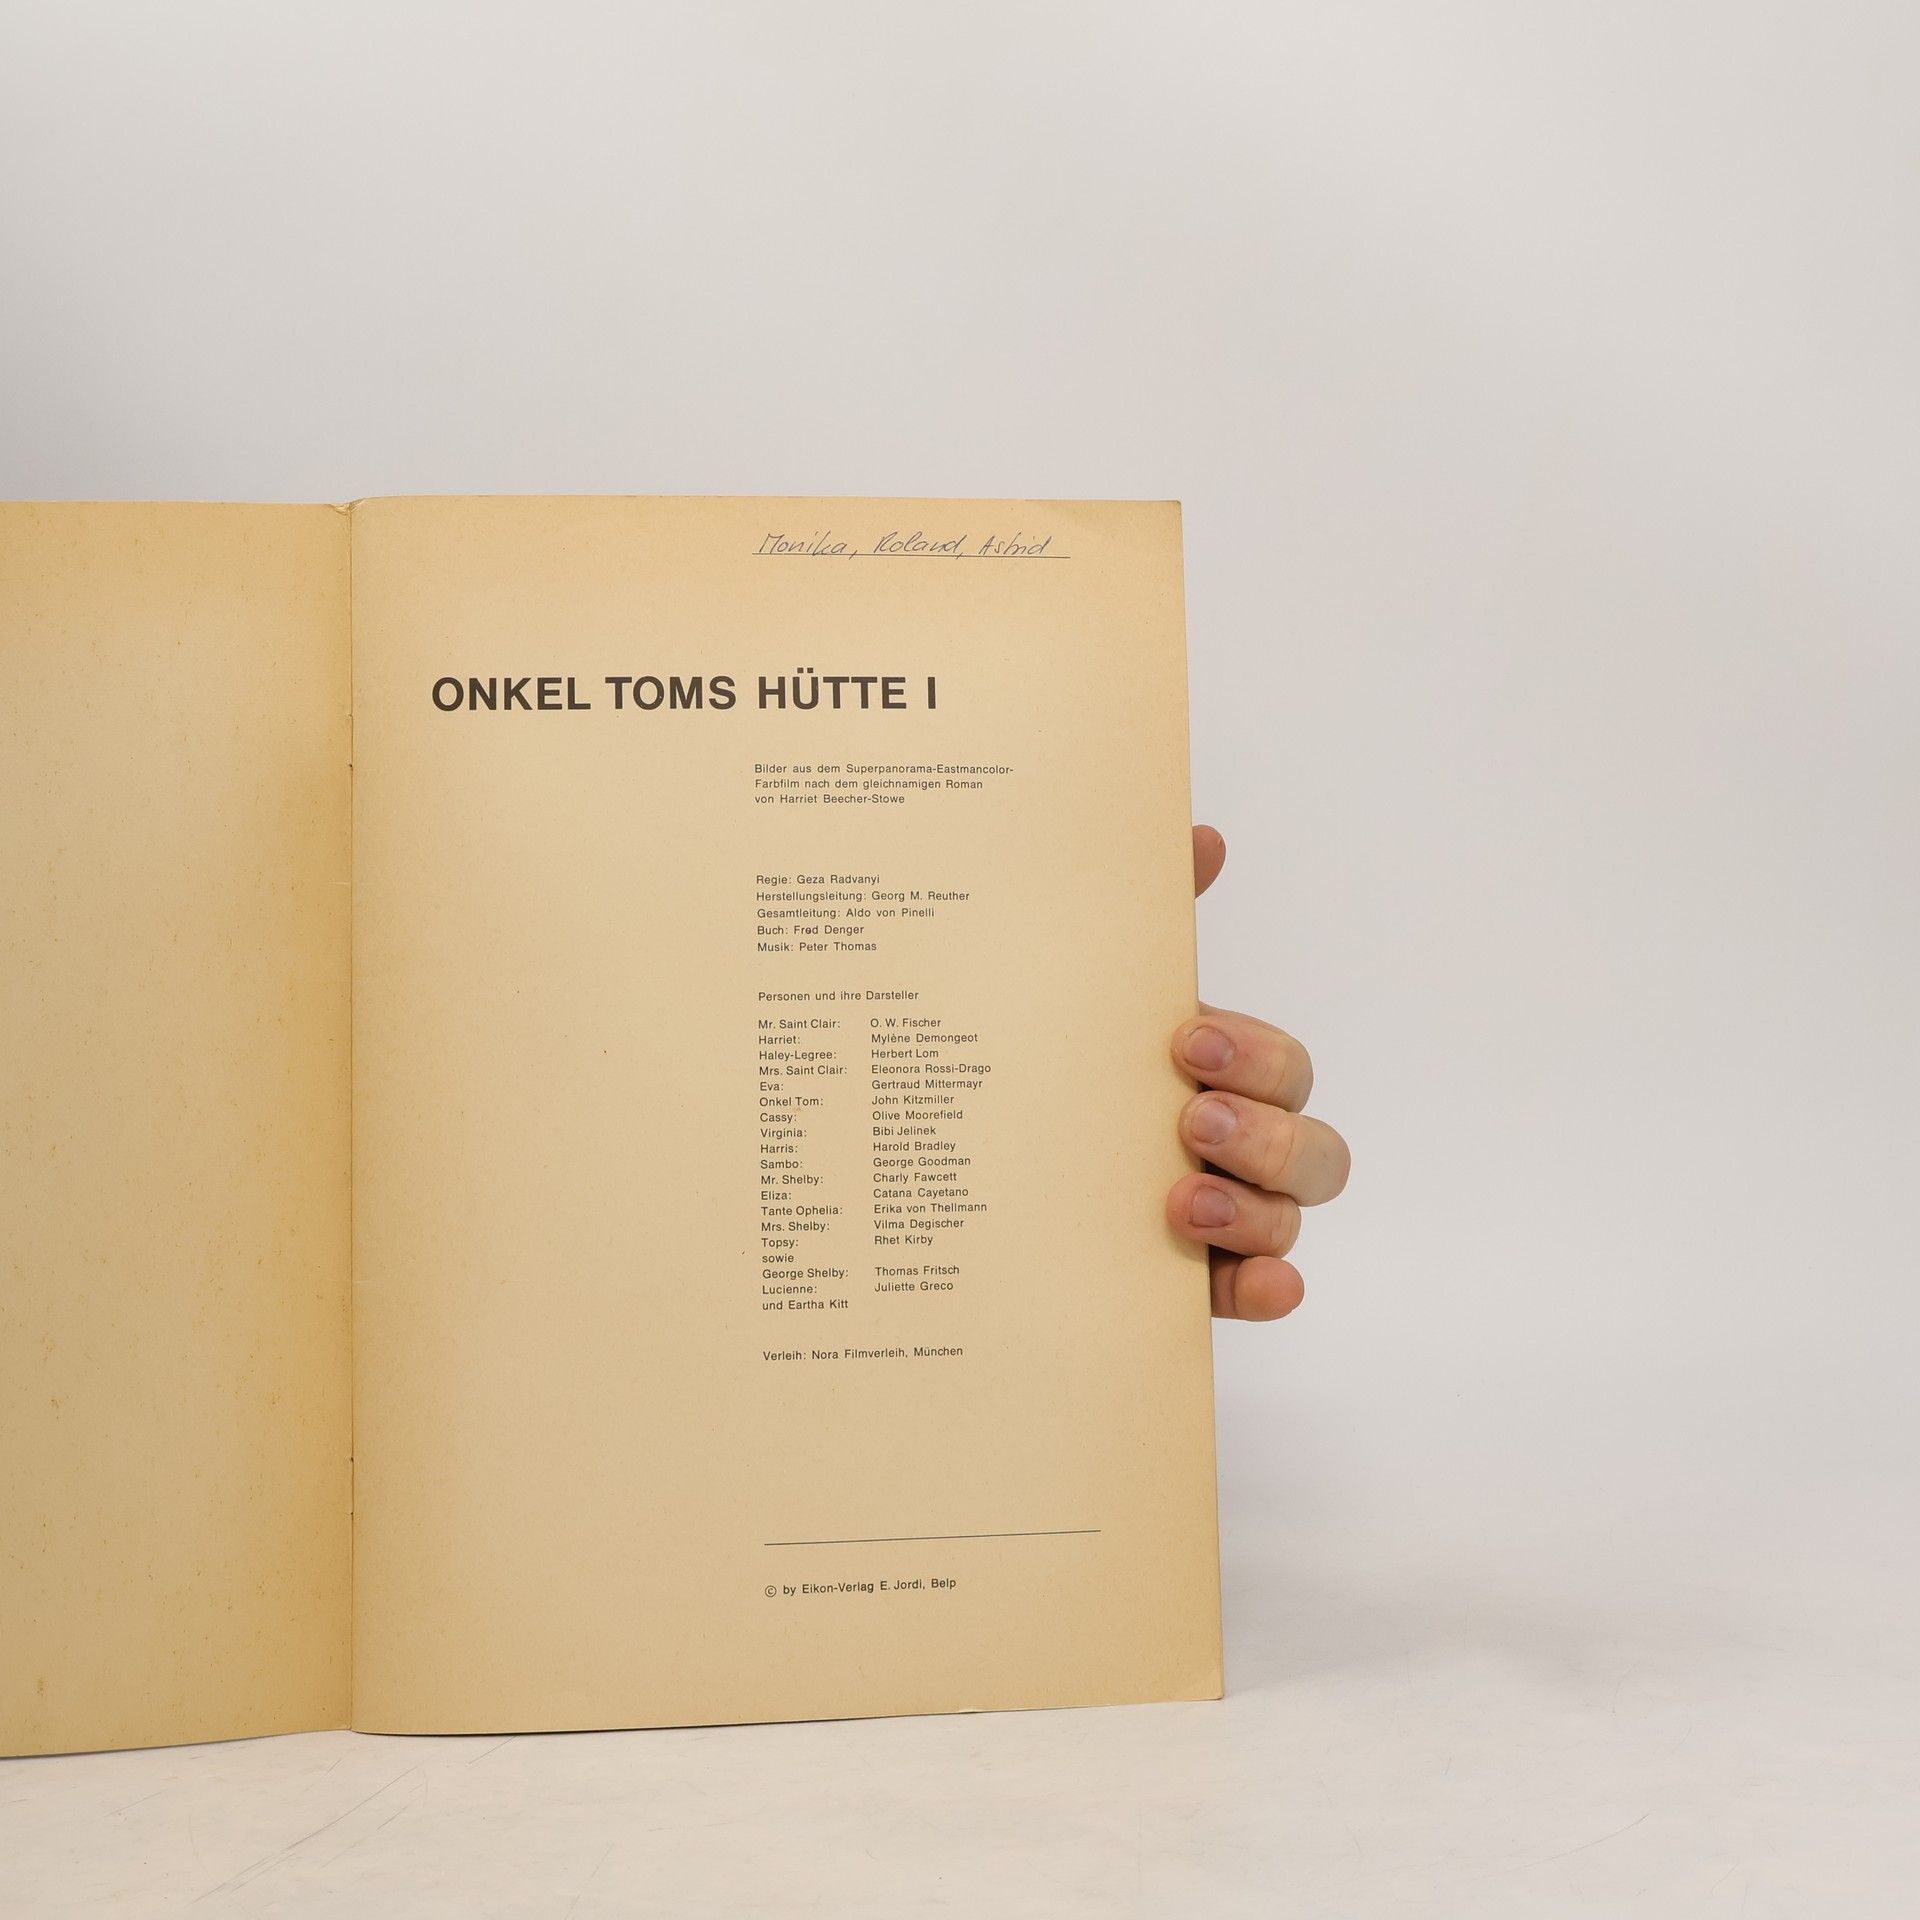 Monika, Roland, Astrid
ONKEL TOMS HÜTTE I
Bilder aus dem Superpanorama-Eastmancolor-
Farbfilm nach dem gleichnamigen Roman
von Harriet Beecher-Stowe
Regie: Geza Radvanyi
Herstellungsleitung: Georg M. Reuther
Gesamtleitung: Aldo von Pinelli
Buch: Fred Denger
Musik: Peter Thomas
Personen und ihre Darsteller
Mr. Saint Clair: O. W. Fischer
Harriet: Mylène Demongeot
Haley-Legree: Herbert Lom
Mrs. Saint Clair: Eleonora Rossi-Drago
Eva: Gertraud Mittermayr
Onkel Tom: John Kitzmiller
Cassy: Olive Moorefield
Virginia: Bibi Jelinek
Harris: Harold Bradley
Sambo: George Goodman
Mr. Shelby: Charly Fawcett
Eliza: Catana Cayetano
Tante Ophelia: Erika von Thellmann
Mrs. Shelby: Vilma Degischer
Topsy: Rhet Kirby
sowie
George Shelby: Thomas Fritsch
Lucienne: Juliette Greco
und Eartha Kitt
Verleih: Nora Filmverleih, München
© by Eikon-Verlag E. Jordi, Belp